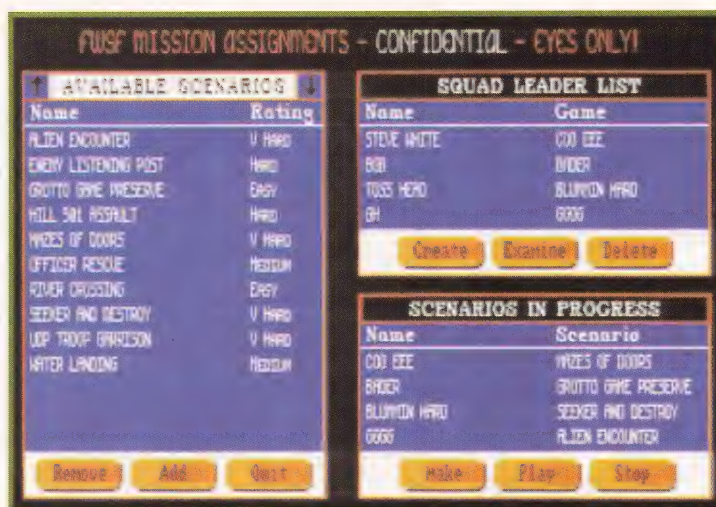 FWSF MISSION ASSIGNMENTS - CONFIDENTIAL - EYES ONLY!
AVAILABLE SCENARIOS
Name Rating
ALIEN ENCOUNTER V HARD
ENEMY LISTENING POST HARD
GROTTO GAME PRESERVE EASY
HILL 501 ASSAULT HARD
MAZES OF DOORS V HARD
OFFICER RESCUE MEDIUM
RIVER CROSSING EASY
SEEKER AND DESTROY V HARD
UDP TROOP GARRISON V HARD
WATER LANDING MEDIUM
Remove Add Quit
SQUAD LEADER LIST
Name Game
STEVE WHITE COO EEE
BOB BADER
TOSS HEAD BLUMMIN HARD
GH GGGG
Create Examine Delete
SCENARIOS IN PROGRESS
Name Scenario
COO EEE MAZES OF DOORS
BADER GROTTO GAME PRESERVE
BLUMMIN HARD SEEKER AND DESTROY
GGGG ALIEN ENCOUNTER
Make Play Stop